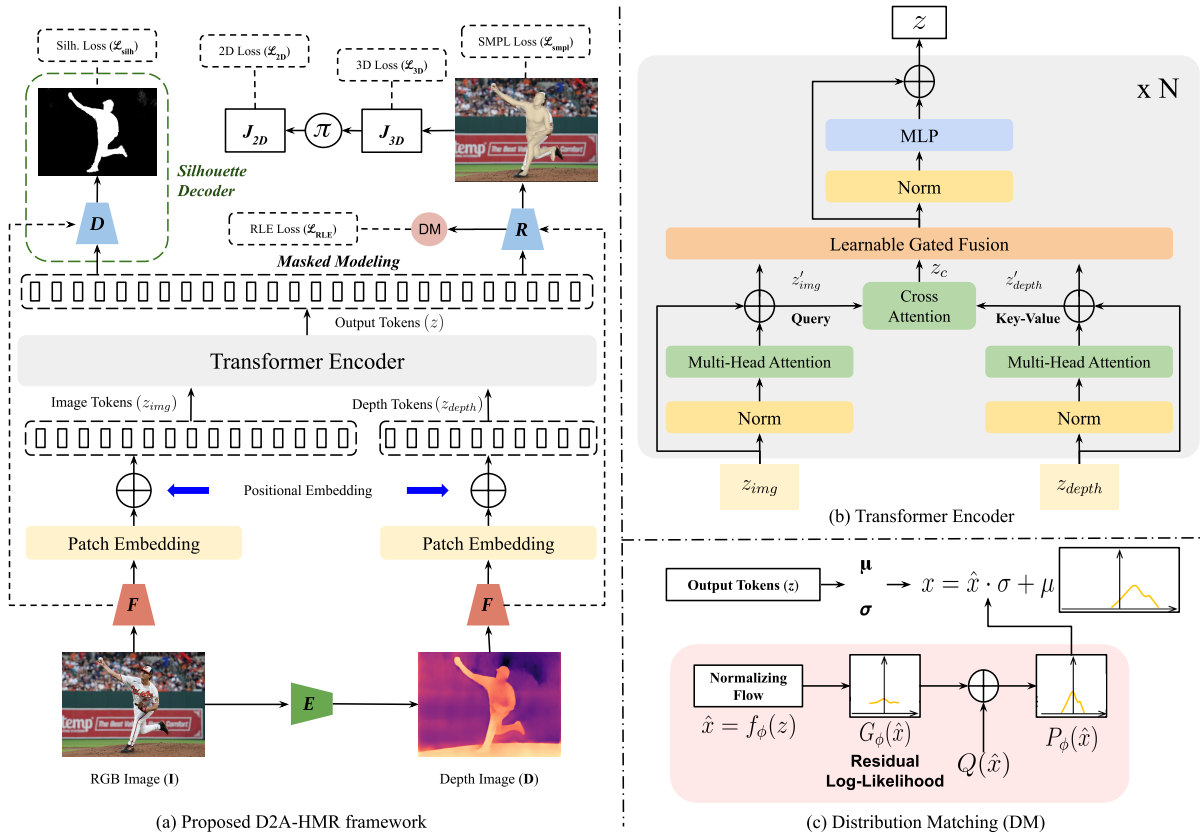 Silh. Loss (ℒsilh)
2D Loss (ℒ2D)
3D Loss (ℒ3D)
SMPL Loss (ℒsmpl)
J2D
π
J3D
Silhouette
Decoder
D
RLE Loss (ℒRLE)
DM
R
Masked Modeling
Output Tokens (z)
Transformer Encoder
Image Tokens (zimg)
Depth Tokens (zdepth)
Positional Embedding
Patch Embedding
Patch Embedding
F
F
E
RGB Image (I)
Depth Image (D)
(a) Proposed D2A-HMR framework
z
x N
MLP
Norm
Learnable Gated Fusion
z′img
zc
z′depth
Cross
Attention
Query
Key-Value
Multi-Head Attention
Multi-Head Attention
Norm
Norm
zimg
zdepth
(b) Transformer Encoder
Output Tokens (z)
μ
σ
x = x̂ · σ + μ
Normalizing
Flow
x̂ = fϕ(z)
Gϕ(x̂)
Residual
Log-Likelihood
Q(x̂)
Pϕ(x̂)
(c) Distribution Matching (DM)